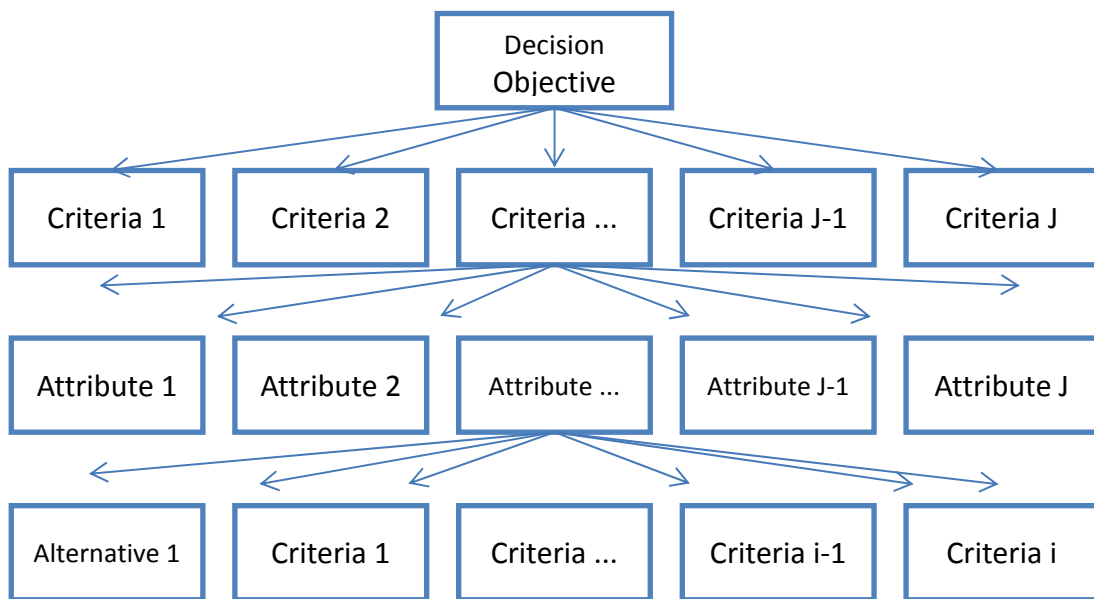 Decision
Objective
Criteria 1
Criteria 2
Criteria ...
Criteria J-1
Criteria J
Attribute 1
Attribute 2
Attribute ...
Attribute J-1
Attribute J
Alternative 1
Criteria 1
Criteria ...
Criteria i-1
Criteria i